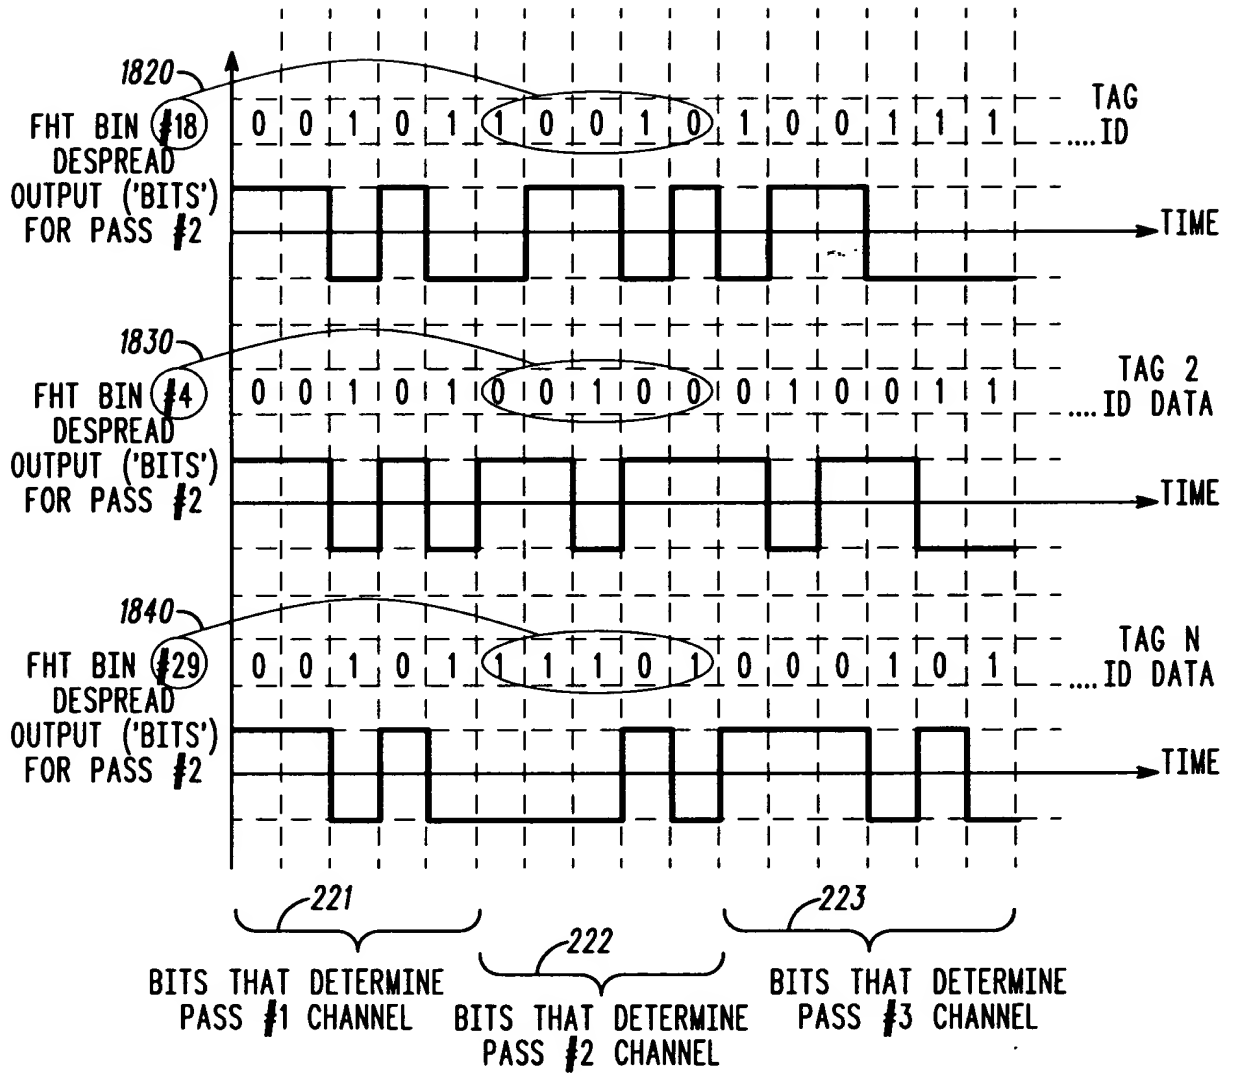 1820
FHT BIN #18 0 0 1 0 1 1 0 0 1 0 1 0 0 1 1 1 .... TAG ID
DESPREAD
OUTPUT ('BITS')
FOR PASS #2
TIME
1830
FHT BIN #4 0 0 1 0 1 0 0 1 0 0 0 1 0 0 1 1 .... TAG 2 ID DATA
DESPREAD
OUTPUT ('BITS')
FOR PASS #2
TIME
1840
FHT BIN #29 0 0 1 0 1 1 1 1 0 1 0 0 0 1 0 1 .... TAG N ID DATA
DESPREAD
OUTPUT ('BITS')
FOR PASS #2
TIME
221
BITS THAT DETERMINE
PASS #1 CHANNEL
222
BITS THAT DETERMINE
PASS #2 CHANNEL
223
BITS THAT DETERMINE
PASS #3 CHANNEL